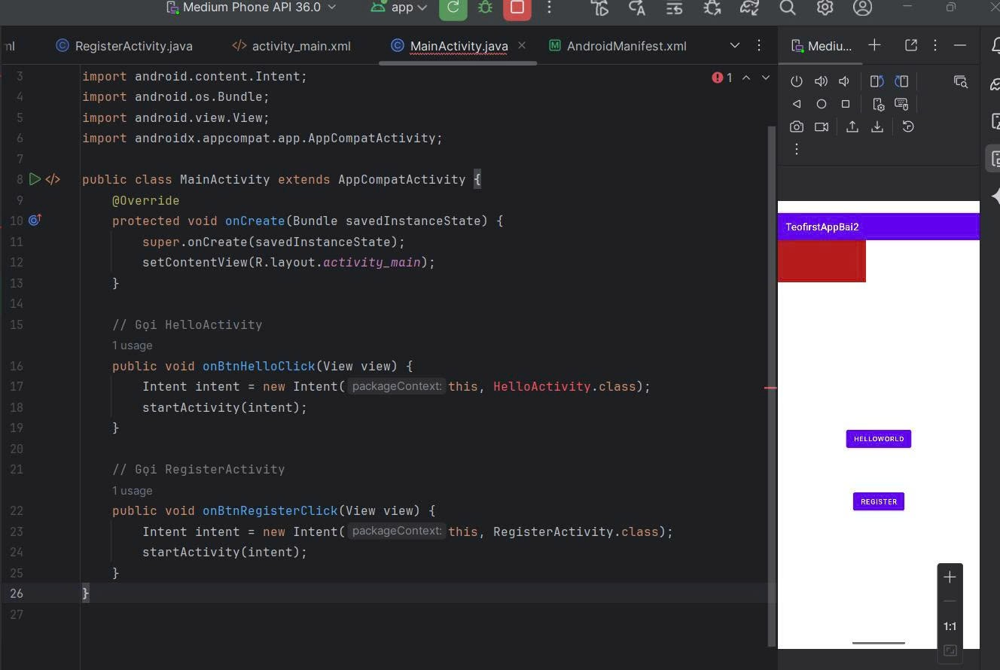 Medium Phone API 36.0
app
ml
RegisterActivity.java
activity_main.xml
MainActivity.java
AndroidManifest.xml
Mediu...
3 import android.content.Intent;
1
4 import android.os.Bundle;
5 import android.view.View;
6 import androidx.appcompat.app.AppCompatActivity;
7
8 public class MainActivity extends AppCompatActivity {
9 @Override
10 protected void onCreate(Bundle savedInstanceState) {
11 super.onCreate(savedInstanceState);
12 setContentView(R.layout.activity_main);
13 }
14
15 // Gọi HelloActivity
1 usage
16 public void onBtnHelloClick(View view) {
17 Intent intent = new Intent( packageContext: this, HelloActivity.class);
18 startActivity(intent);
19 }
20
21 // Gọi RegisterActivity
1 usage
22 public void onBtnRegisterClick(View view) {
23 Intent intent = new Intent( packageContext: this, RegisterActivity.class);
24 startActivity(intent);
25 }
26 }
27
TeofirstAppBai2
HELLOWORLD
REGISTER
1:1